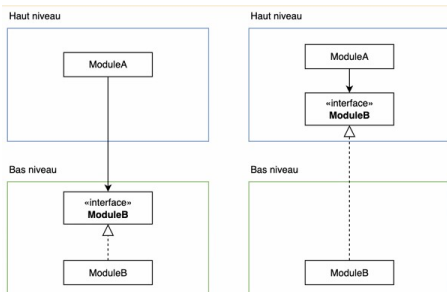 Haut niveau
ModuleA
Bas niveau
«interface»
ModuleB
ModuleB
Haut niveau
ModuleA
«interface»
ModuleB
Bas niveau
ModuleB